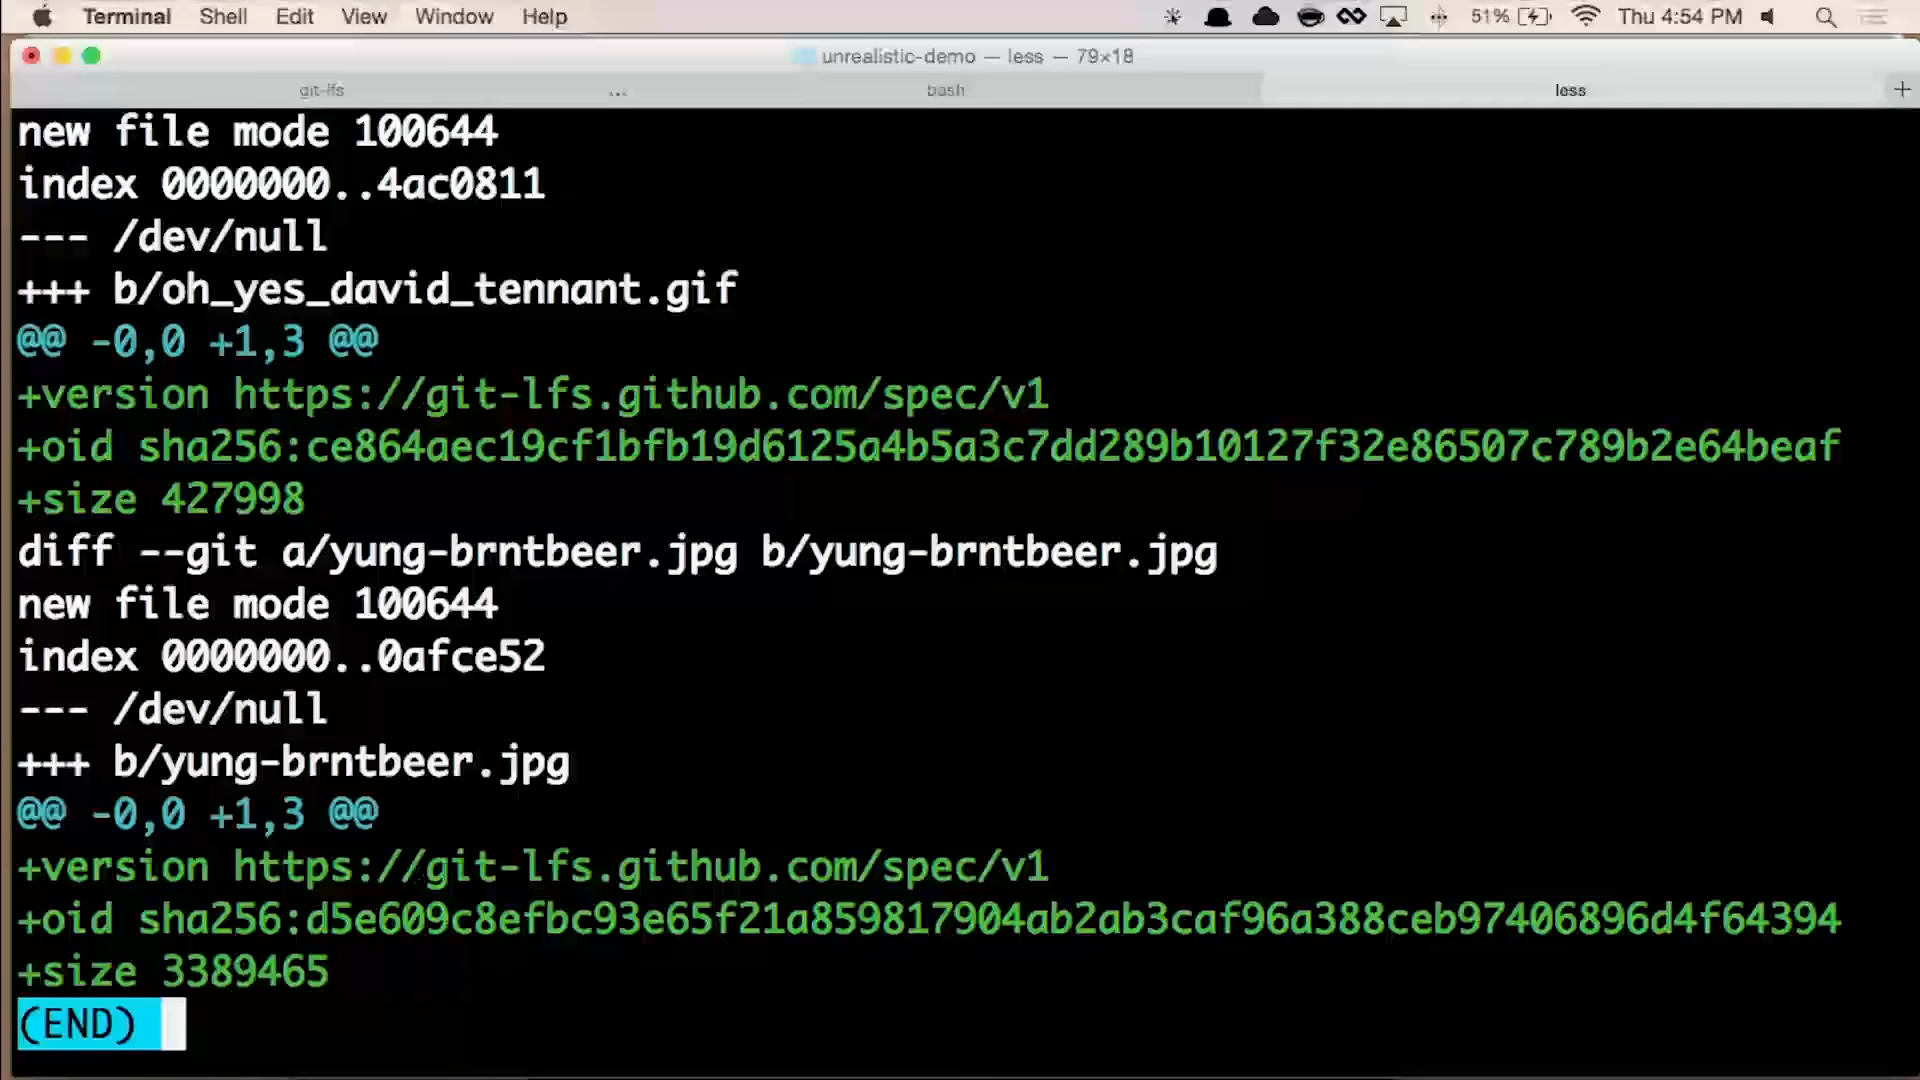 Terminal Shell Edit View Window Help 51% Thu 4:54 PM
unrealistic-demo — less — 79×18
git-lfs ... bash less +
new file mode 100644
index 0000000..4ac0811
--- /dev/null
+++ b/oh_yes_david_tennant.gif
@@ -0,0 +1,3 @@
+version https://git-lfs.github.com/spec/v1
+oid sha256:ce864aec19cf1bfb19d6125a4b5a3c7dd289b10127f32e86507c789b2e64beaf
+size 427998
diff --git a/yung-brntbeer.jpg b/yung-brntbeer.jpg
new file mode 100644
index 0000000..0afce52
--- /dev/null
+++ b/yung-brntbeer.jpg
@@ -0,0 +1,3 @@
+version https://git-lfs.github.com/spec/v1
+oid sha256:d5e609c8efbc93e65f21a859817904ab2ab3caf96a388ceb97406896d4f64394
+size 3389465
(END)